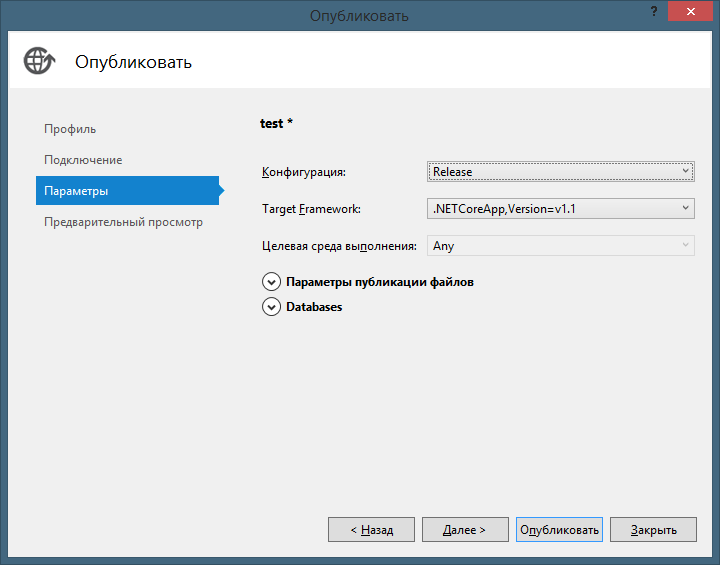 Опубликовать
?
Опубликовать
Профиль
Подключение
Параметры
Предварительный просмотр
test *
Конфигурация: Release
Target Framework: .NETCoreApp,Version=v1.1
Целевая среда выполнения: Any
Параметры публикации файлов
Databases
< Назад Далее > Опубликовать Закрыть